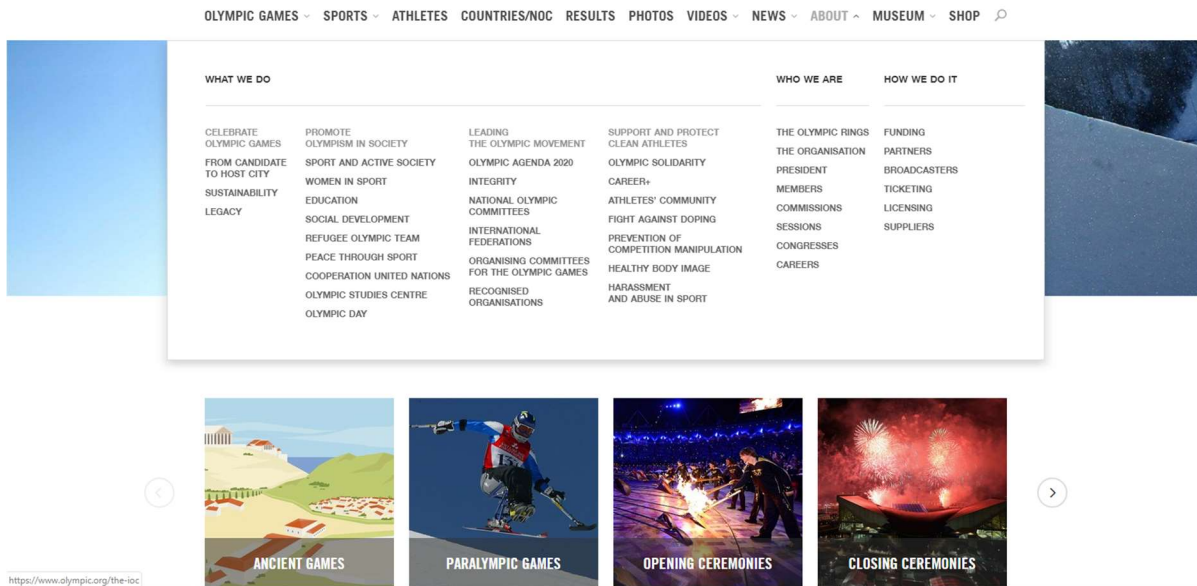 OLYMPIC GAMES SPORTS ATHLETES COUNTRIES/NOC RESULTS PHOTOS VIDEOS NEWS ABOUT MUSEUM SHOP
WHAT WE DO
CELEBRATE
OLYMPIC GAMES
FROM CANDIDATE
TO HOST CITY
SUSTAINABILITY
LEGACY
PROMOTE
OLYMPISM IN SOCIETY
SPORT AND ACTIVE SOCIETY
WOMEN IN SPORT
EDUCATION
SOCIAL DEVELOPMENT
REFUGEE OLYMPIC TEAM
PEACE THROUGH SPORT
COOPERATION UNITED NATIONS
OLYMPIC STUDIES CENTRE
OLYMPIC DAY
LEADING
THE OLYMPIC MOVEMENT
OLYMPIC AGENDA 2020
INTEGRITY
NATIONAL OLYMPIC
COMMITTEES
INTERNATIONAL
FEDERATIONS
ORGANISING COMMITTEES
FOR THE OLYMPIC GAMES
RECOGNISED
ORGANISATIONS
SUPPORT AND PROTECT
CLEAN ATHLETES
OLYMPIC SOLIDARITY
CAREER+
ATHLETES' COMMUNITY
FIGHT AGAINST DOPING
PREVENTION OF
COMPETITION MANIPULATION
HEALTHY BODY IMAGE
HARASSMENT
AND ABUSE IN SPORT
WHO WE ARE
THE OLYMPIC RINGS
THE ORGANISATION
PRESIDENT
MEMBERS
COMMISSIONS
SESSIONS
CONGRESSES
CAREERS
HOW WE DO IT
FUNDING
PARTNERS
BROADCASTERS
TICKETING
LICENSING
SUPPLIERS
ANCIENT GAMES
PARALYMPIC GAMES
OPENING CEREMONIES
CLOSING CEREMONIES
https://www.olympic.org/the-ioc